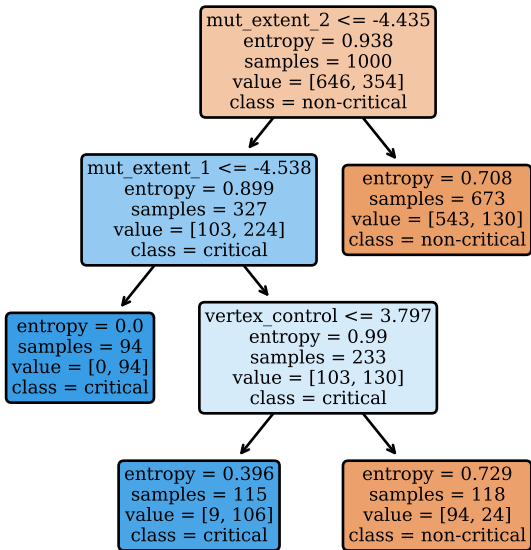 mut_extent_2 <= -4.435
entropy = 0.938
samples = 1000
value = [646, 354]
class = non-critical
mut_extent_1 <= -4.538
entropy = 0.899
samples = 327
value = [103, 224]
class = critical
entropy = 0.708
samples = 673
value = [543, 130]
class = non-critical
entropy = 0.0
samples = 94
value = [0, 94]
class = critical
vertex_control <= 3.797
entropy = 0.99
samples = 233
value = [103, 130]
class = critical
entropy = 0.396
samples = 115
value = [9, 106]
class = critical
entropy = 0.729
samples = 118
value = [94, 24]
class = non-critical